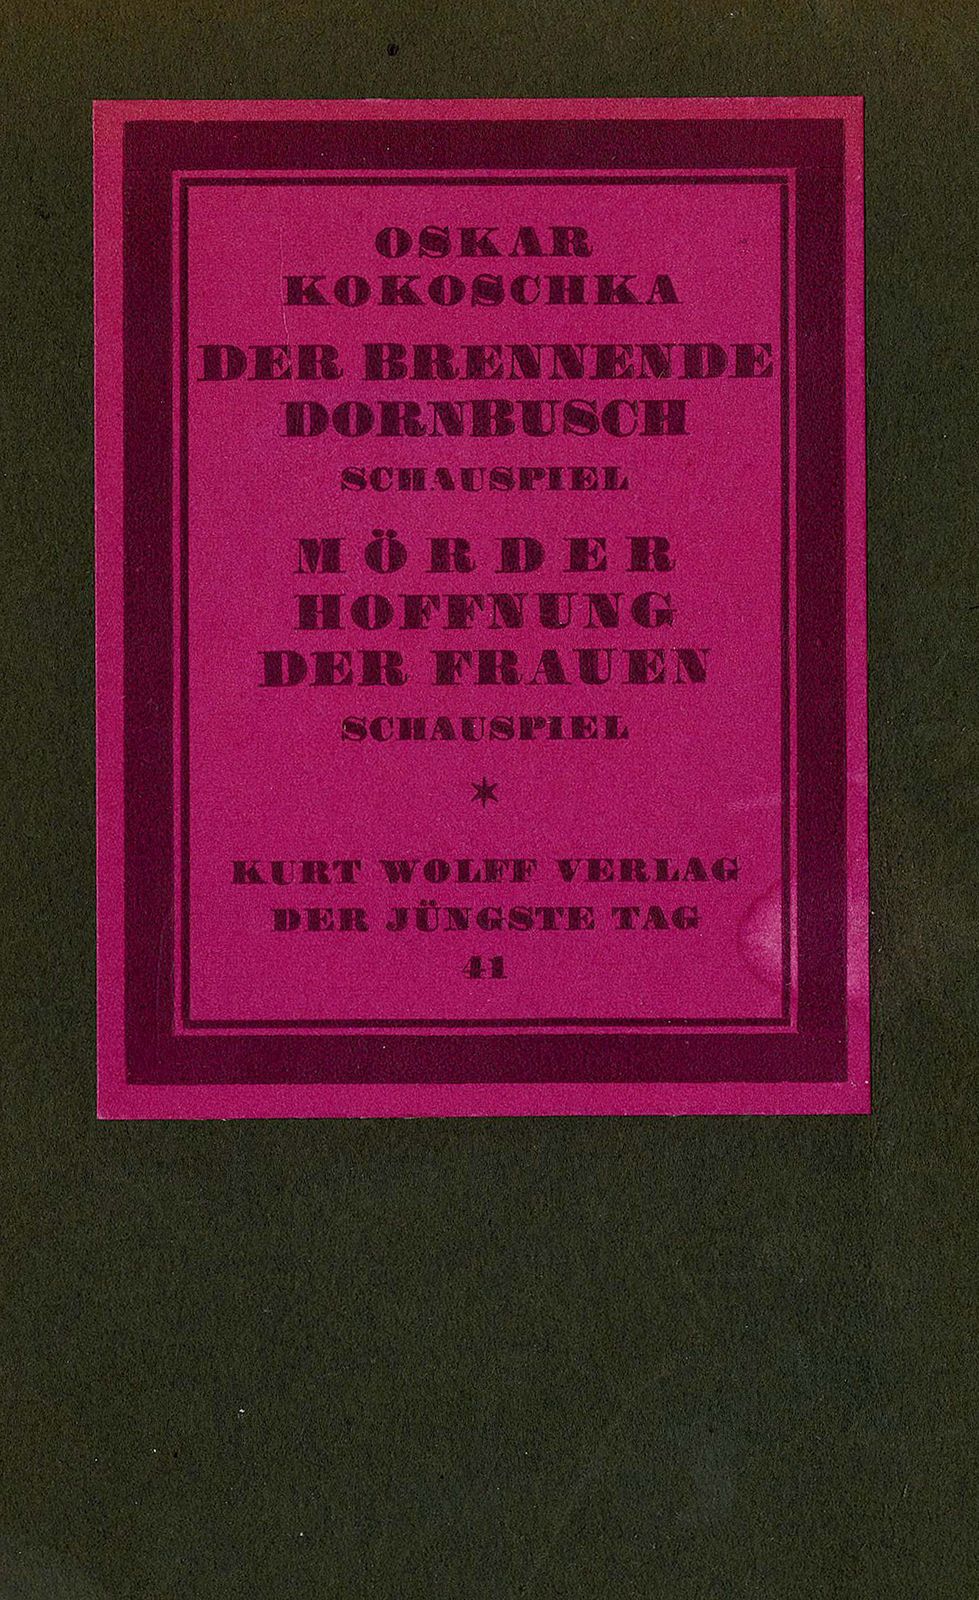 OSKAR
KOKOSCHKA
DER BRENNENDE
DORNBUSCH
SCHAUSPIEL
MÖRDER
HOFFNUNG
DER FRAUEN
SCHAUSPIEL
*
KURT WOLFF VERLAG
DER JÜNGSTE TAG
41